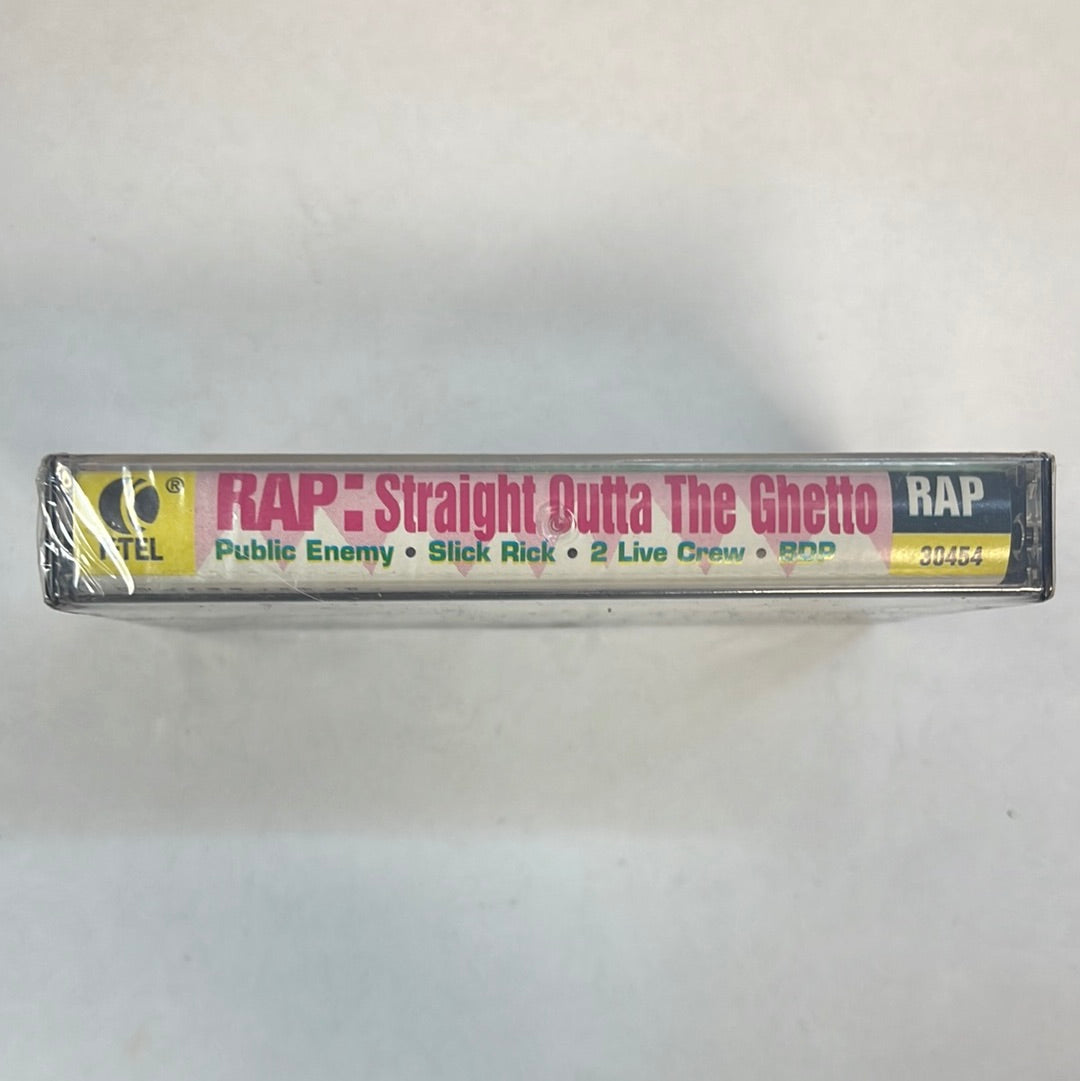 K-TEL ®
RAP: Straight Outta The Ghetto
Public Enemy • Slick Rick • 2 Live Crew • BDP
RAP
30454